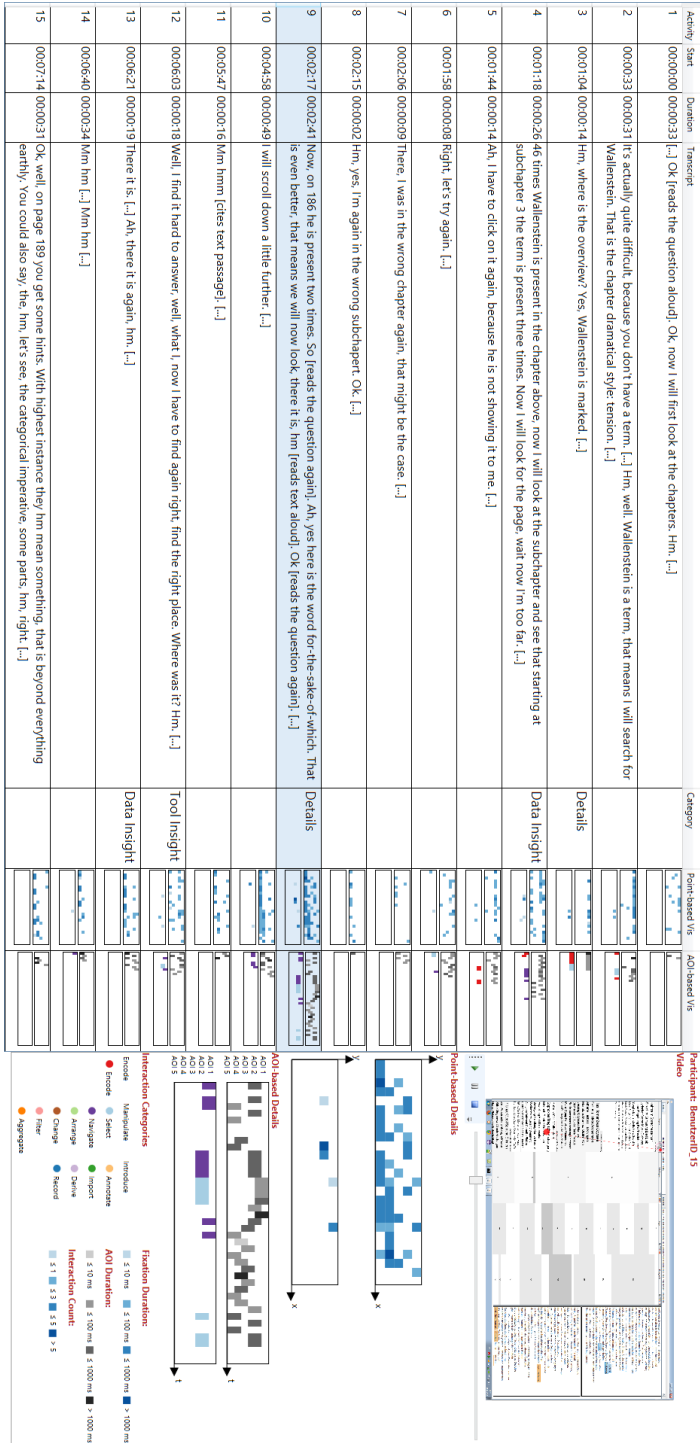 Activity Start Duration Transcript Category Point-based Vis AOI-based Vis
1 00:00:00 00:00:33 [...] Ok [reads the question aloud]. Ok, now I will first look at the chapters. Hm. [...]
2 00:00:33 00:00:31 It's actually quite difficult, because you don't have a term. [...] Hm, well. Wallenstein is a term, that means I will search for
Wallenstein. That is the chapter dramatical style: tension. [...]
3 00:01:04 00:00:14 Hm, where is the overview? Yes, Wallenstein is marked. [...] Details
4 00:01:18 00:00:26 46 times Wallenstein is present in the chapter above, now I will look at the subchapter and see that starting at Data Insight
subchapter 3 the term is present three times. Now I will look for the page, wait now I'm too far. [...]
5 00:01:44 00:00:14 Ah, I have to click on it again, because he is not showing it to me. [...]
6 00:01:58 00:00:08 Right, let's try again. [...]
7 00:02:06 00:00:09 There, I was in the wrong chapter again, that might be the case. [...]
8 00:02:15 00:00:02 Hm, yes, I'm again in the wrong subchapert. Ok. [...]
9 00:02:17 00:02:41 Now, on 186 he is present two times. So [reads the question again]. Ah, yes here is the word for-the-sake-of-which. That Details
is even better, that means we will now look, there it is, hm [reads text aloud]. Ok [reads the question again]. [...]
10 00:04:58 00:00:49 I will scroll down a little further. [...]
11 00:05:47 00:00:16 Mm hmm [cites text passage]. [...]
12 00:06:03 00:00:18 Well, I find it hard to answer, well, what I, now I have to find again right, find the right place. Where was it? Hm. [...] Tool Insight
13 00:06:21 00:00:19 There it is. [...] Ah, there it is again, hm. [...] Data Insight
14 00:06:40 00:00:34 Mm hm [...] Mm hm [...]
15 00:07:14 00:00:31 Ok, well, on page 189 you get some hints. With highest instance they hm mean something, that is beyond everything
earthly. You could also say, the, hm, let's see, the categorical imperative, some parts, hm, right. [...]
Participant: BenutzerID_15
Video
Point-based Details
y
x
y
x
AOI-based Details
AOI 1
AOI 2
AOI 3
AOI 4
AOI 5
t
AOI 1
AOI 2
AOI 3
AOI 4
AOI 5
t
Interaction Categories
Encode Manipulate Introduce
Encode Select Annotate
Navigate Import
Arrange Derive
Change Record
Filter
Aggregate
Fixation Duration:
≤ 10 ms ≤ 100 ms ≤ 1000 ms > 1000 ms
AOI Duration:
≤ 10 ms ≤ 100 ms ≤ 1000 ms > 1000 ms
Interaction Count:
≤ 1 ≤ 3 ≤ 5 > 5